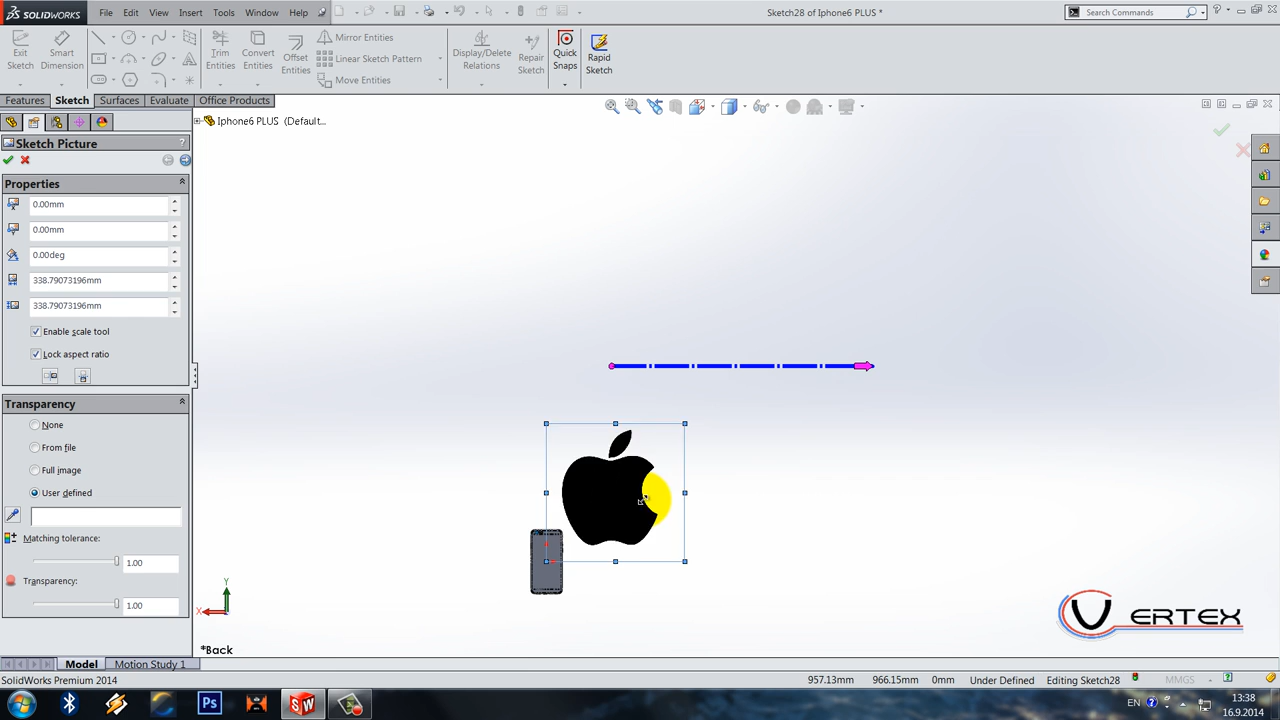 SOLIDWORKS File Edit View Insert Tools Window Help Sketch28 of Iphone6 PLUS * Search Commands
Exit Sketch Smart Dimension Trim Entities Convert Entities Offset Entities Mirror Entities Linear Sketch Pattern Move Entities Display/Delete Relations Repair Sketch Quick Snaps Rapid Sketch
Features Sketch Surfaces Evaluate Office Products
Iphone6 PLUS (Default...
Sketch Picture ?
Properties
0.00mm
0.00mm
0.00deg
338.79073196mm
338.79073196mm
Enable scale tool
Lock aspect ratio
Transparency
None
From file
Full image
User defined
Matching tolerance:
1.00
Transparency:
1.00
Y
X
*Back
VERTEX
Model Motion Study 1
SolidWorks Premium 2014 957.13mm 966.15mm 0mm Under Defined Editing Sketch28 MMGS
Ps SW EN 13:38
16.9.2014